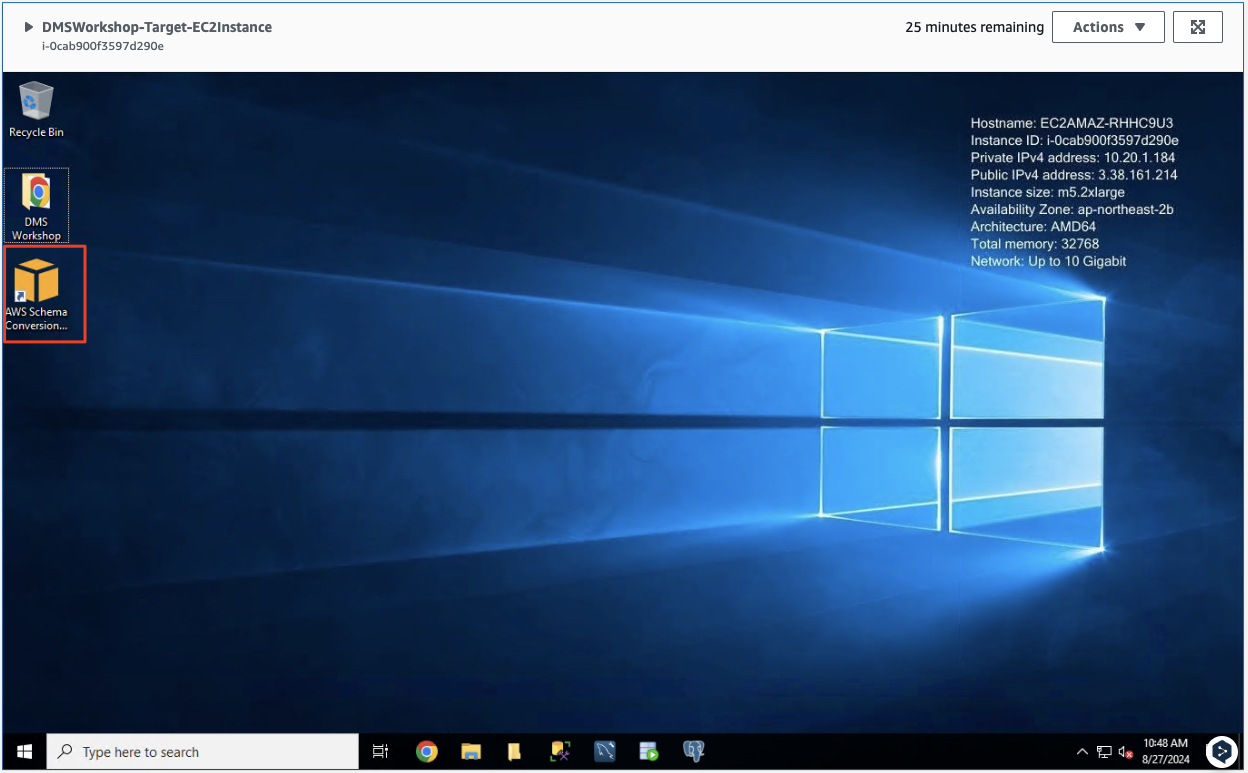 DMSWorkshop-Target-EC2Instance
i-0cab900f3597d290e
25 minutes remaining
Actions
Recycle Bin
DMS
Workshop
AWS Schema
Conversion...
Hostname: EC2AMAZ-RHHC9U3
Instance ID: i-0cab900f3597d290e
Private IPv4 address: 10.20.1.184
Public IPv4 address: 3.38.161.214
Instance size: m5.2xlarge
Availability Zone: ap-northeast-2b
Architecture: AMD64
Total memory: 32768
Network: Up to 10 Gigabit
Type here to search
10:48 AM
8/27/2024